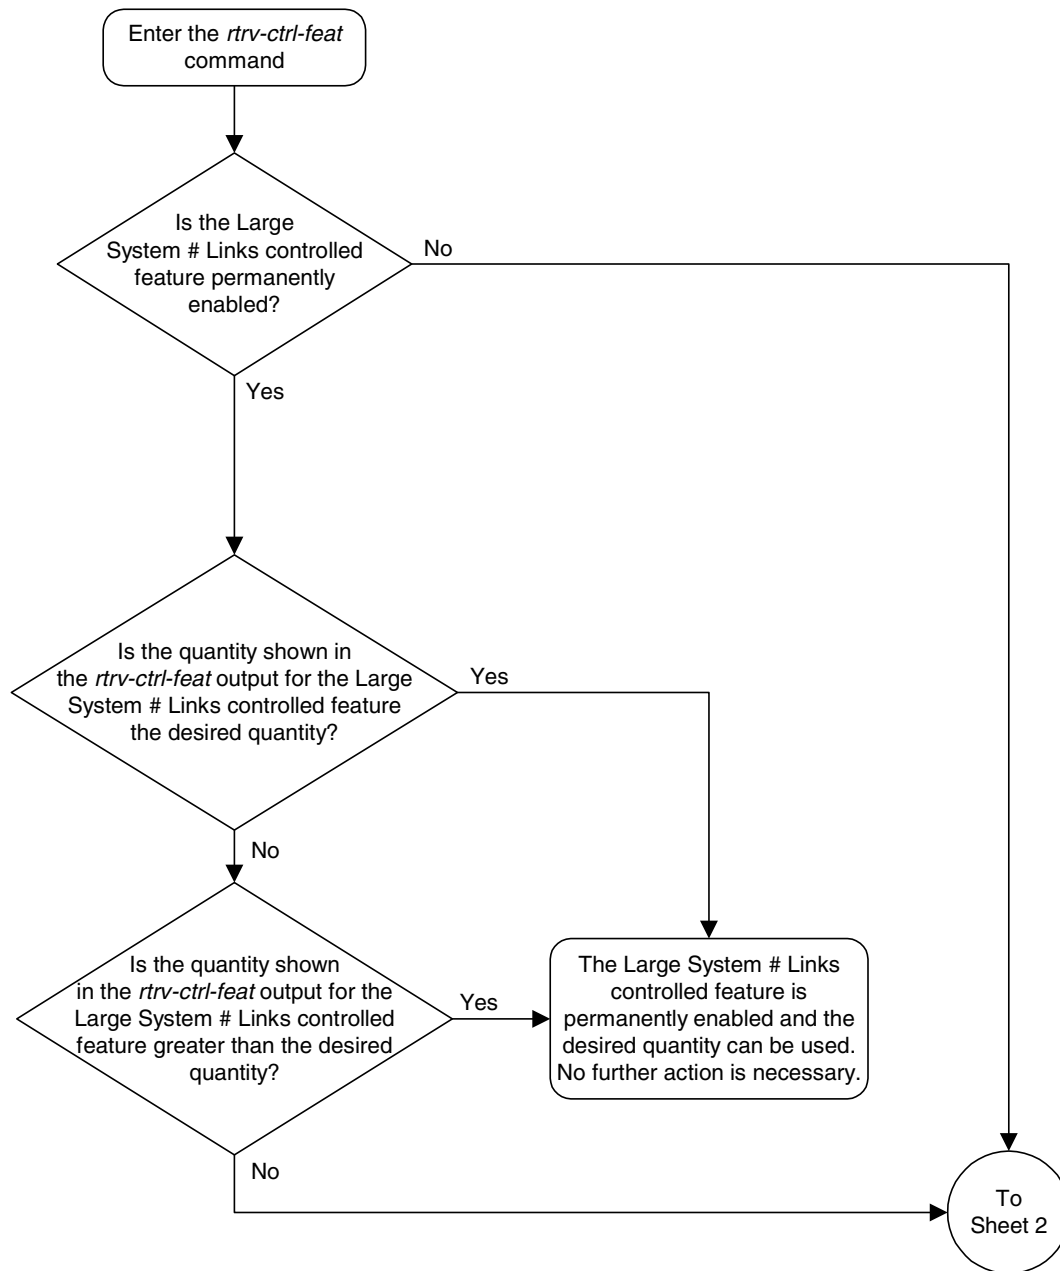 Enter the rtrv-ctrl-feat
command
Is the Large
System # Links controlled
feature permanently
enabled?
No
Yes
Is the quantity shown in
the rtrv-ctrl-feat output for the Large
System # Links controlled feature
the desired quantity?
Yes
No
Is the quantity shown
in the rtrv-ctrl-feat output for the
Large System # Links controlled
feature greater than the desired
quantity?
Yes
The Large System # Links
controlled feature is
permanently enabled and the
desired quantity can be used.
No further action is necessary.
No
To
Sheet 2